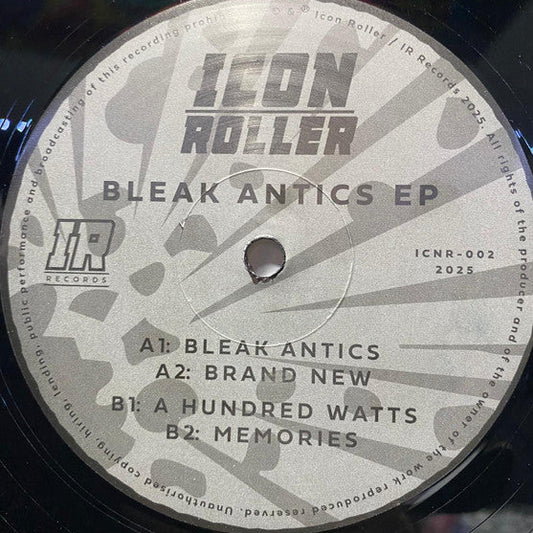 ICON
ROLLER
BLEAK ANTICS EP
IR
RECORDS
ICNR-002
2025
A1: BLEAK ANTICS
A2: BRAND NEW
B1: A HUNDRED WATTS
B2: MEMORIES
© & ℗ Icon Roller / IR Records 2025. All rights of the producer and of the owner of the work reproduced reserved. Unauthorised copying, hiring, lending, public performance and broadcasting of this recording